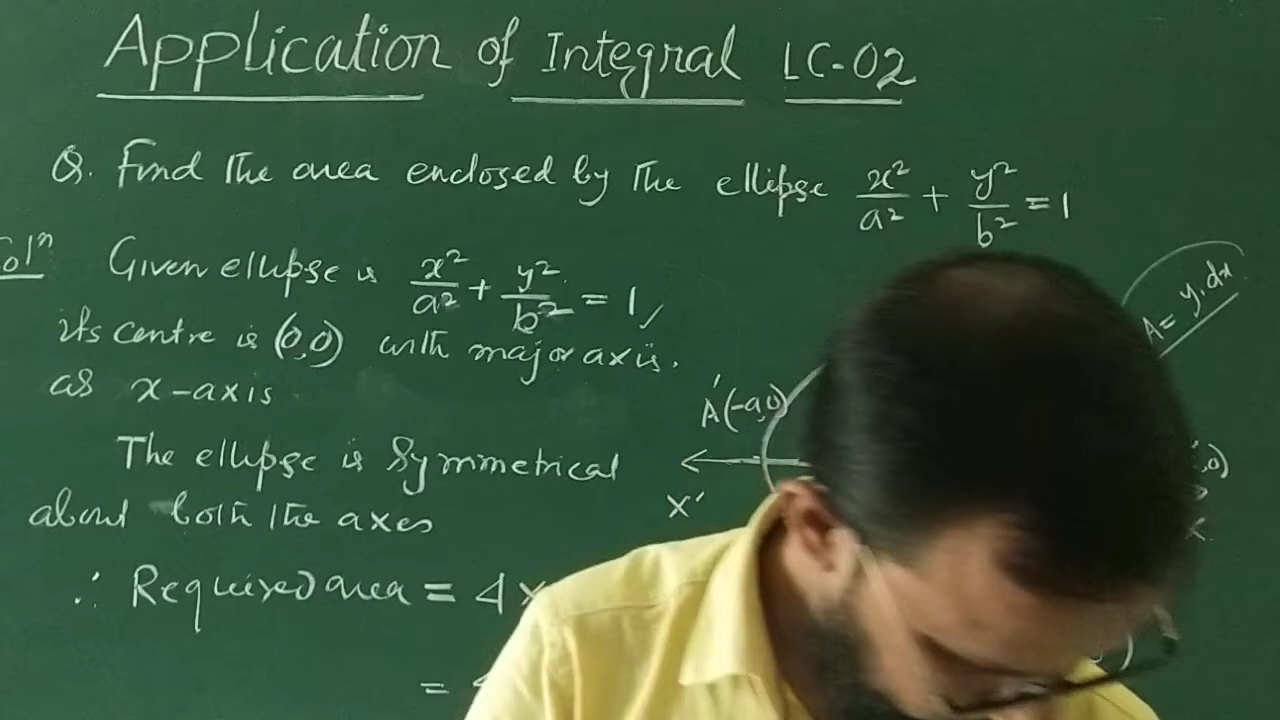 Application of Integral LC-02
Q. Find the area enclosed by the ellipse x²/a² + y²/b² = 1
Solⁿ Given ellipse is x²/a² + y²/b² = 1,
its centre is (0,0) with major axis.
as x-axis
The ellipse is Symmetrical
about both the axes
∴ Required area = 4×
=
A = y.dx
A'(-a,0)
X'
,0)
X